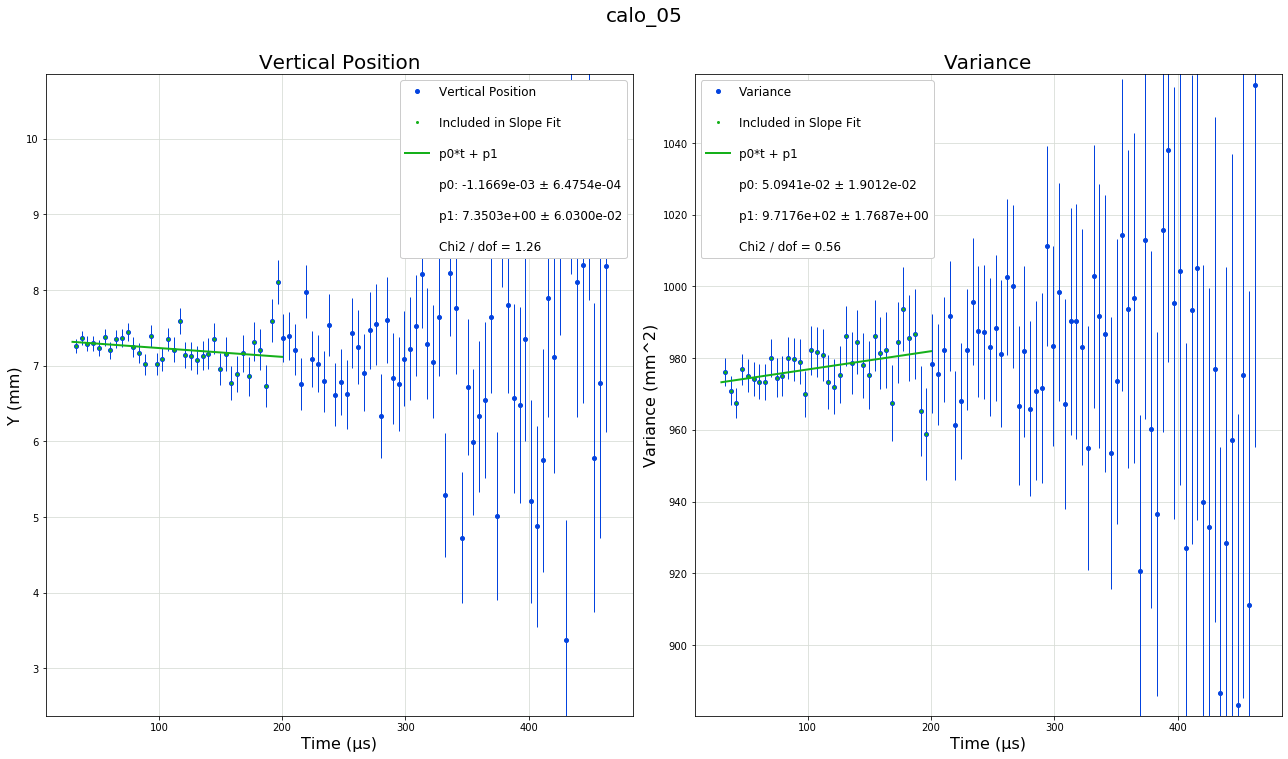 calo_05
Vertical Position
Vertical Position
Included in Slope Fit
p0*t + p1
p0: -1.1669e-03 ± 6.4754e-04
p1: 7.3503e+00 ± 6.0300e-02
Chi2 / dof = 1.26
10
9
8
7
6
5
4
3
Y (mm)
100
200
300
400
Time (μs)
Variance
Variance
Included in Slope Fit
p0*t + p1
p0: 5.0941e-02 ± 1.9012e-02
p1: 9.7176e+02 ± 1.7687e+00
Chi2 / dof = 0.56
1040
1020
1000
980
960
940
920
900
Variance (mm^2)
100
200
300
400
Time (μs)